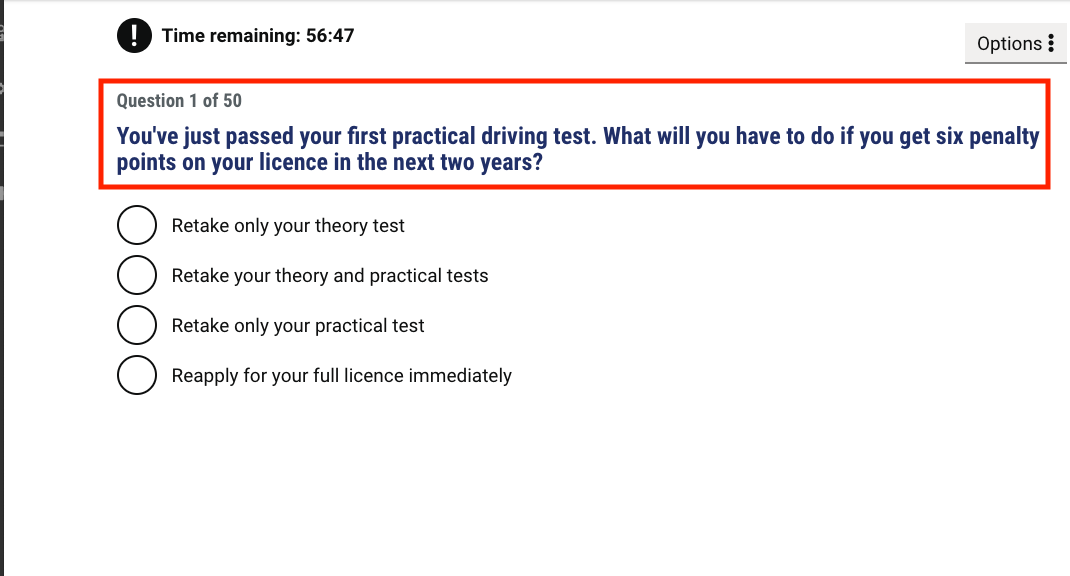 Time remaining: 56:47
Options
Question 1 of 50
You've just passed your first practical driving test. What will you have to do if you get six penalty
points on your licence in the next two years?
Retake only your theory test
Retake your theory and practical tests
Retake only your practical test
Reapply for your full licence immediately